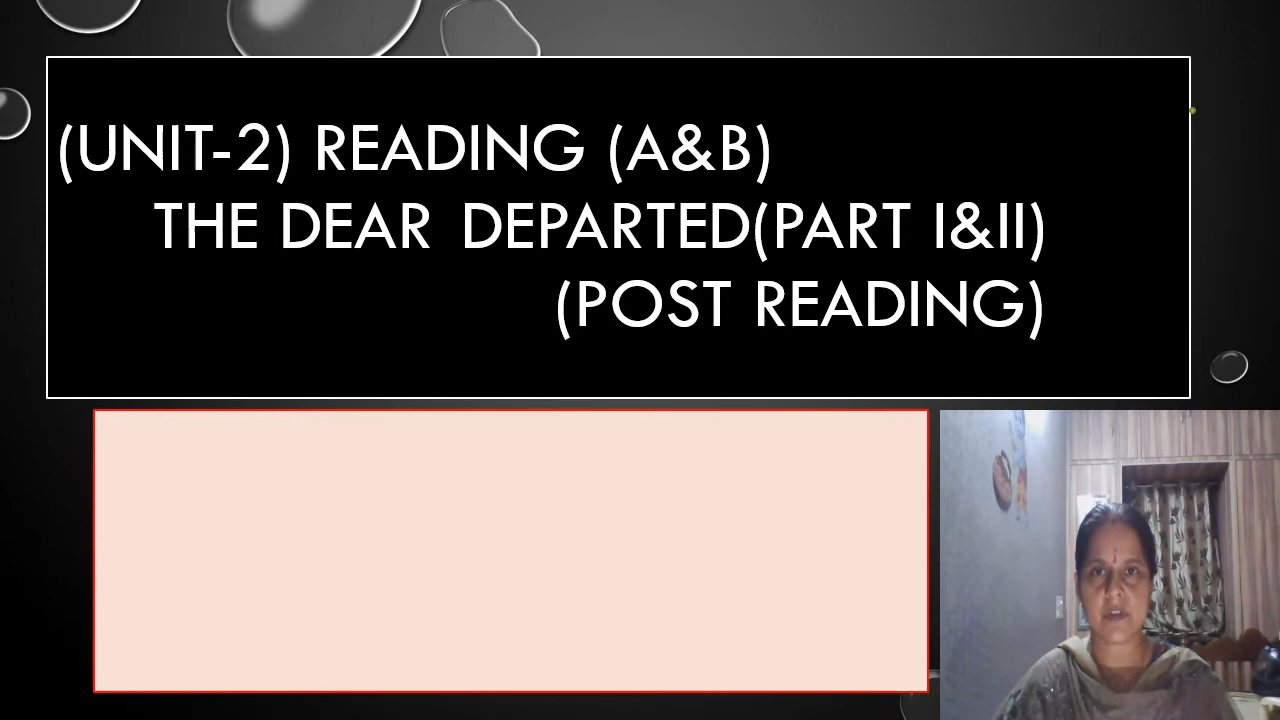 (UNIT-2) READING (A&B)
THE DEAR DEPARTED(PART I&II)
(POST READING)